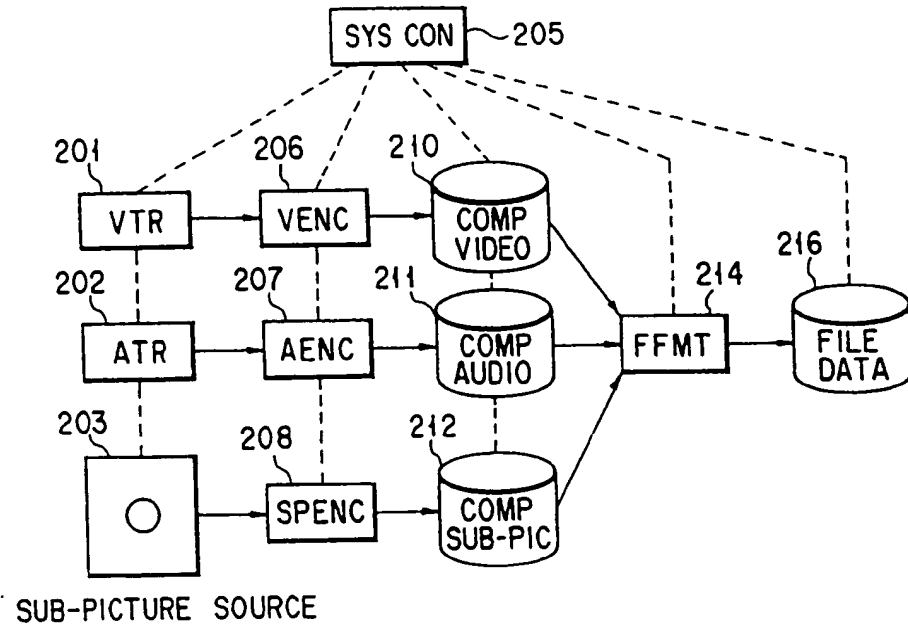 SYS CON
205
201
206
210
VTR
VENC
COMP
VIDEO
202
207
211
214
216
ATR
AENC
COMP
AUDIO
FFMT
FILE
DATA
203
208
212
SPENC
COMP
SUB-PIC
SUB-PICTURE SOURCE